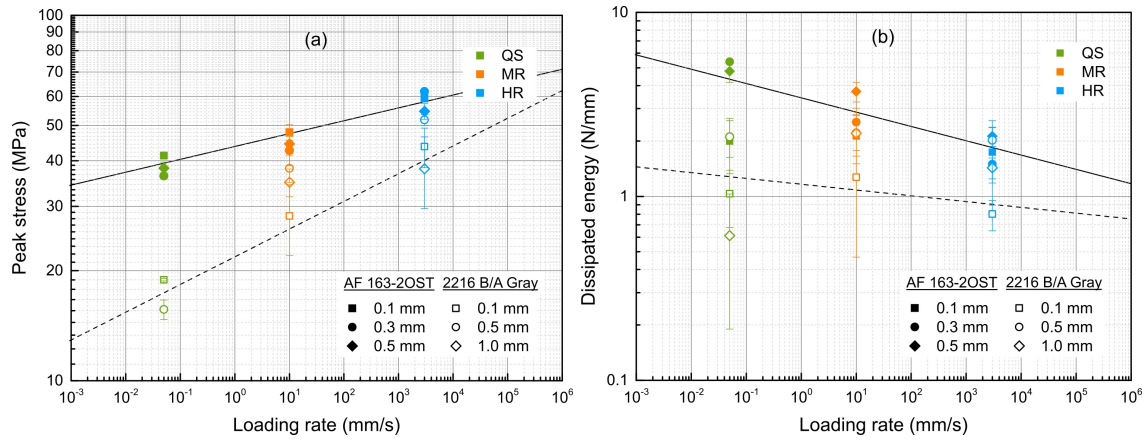 (a)
QS
MR
HR
100
90
80
70
60
50
40
30
20
10
Peak stress (MPa)
AF 163-2OST 2216 B/A Gray
0.1 mm 0.1 mm
0.3 mm 0.5 mm
0.5 mm 1.0 mm
10⁻³ 10⁻² 10⁻¹ 10⁰ 10¹ 10² 10³ 10⁴ 10⁵ 10⁶
Loading rate (mm/s)
(b)
QS
MR
HR
10
1
0.1
Dissipated energy (N/mm)
AF 163-2OST 2216 B/A Gray
0.1 mm 0.1 mm
0.3 mm 0.5 mm
0.5 mm 1.0 mm
10⁻³ 10⁻² 10⁻¹ 10⁰ 10¹ 10² 10³ 10⁴ 10⁵ 10⁶
Loading rate (mm/s)